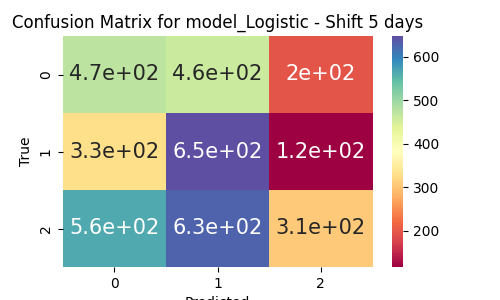 Confusion Matrix for model_Logistic - Shift 5 days
0 4.7e+02 4.6e+02 2e+02
1 3.3e+02 6.5e+02 1.2e+02
2 5.6e+02 6.3e+02 3.1e+02
0 1 2
True
Predicted
600
500
400
300
200